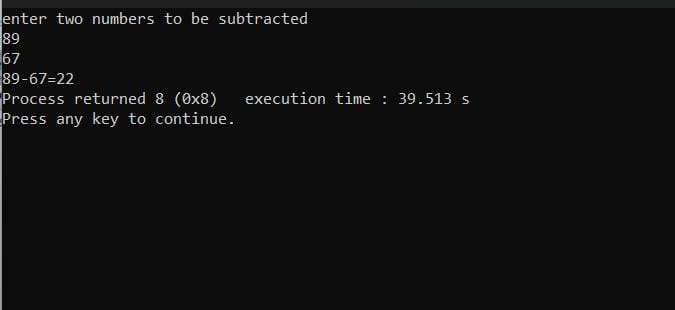 enter two numbers to be subtracted
89
67
89-67=22
Process returned 8 (0x8)   execution time : 39.513 s
Press any key to continue.